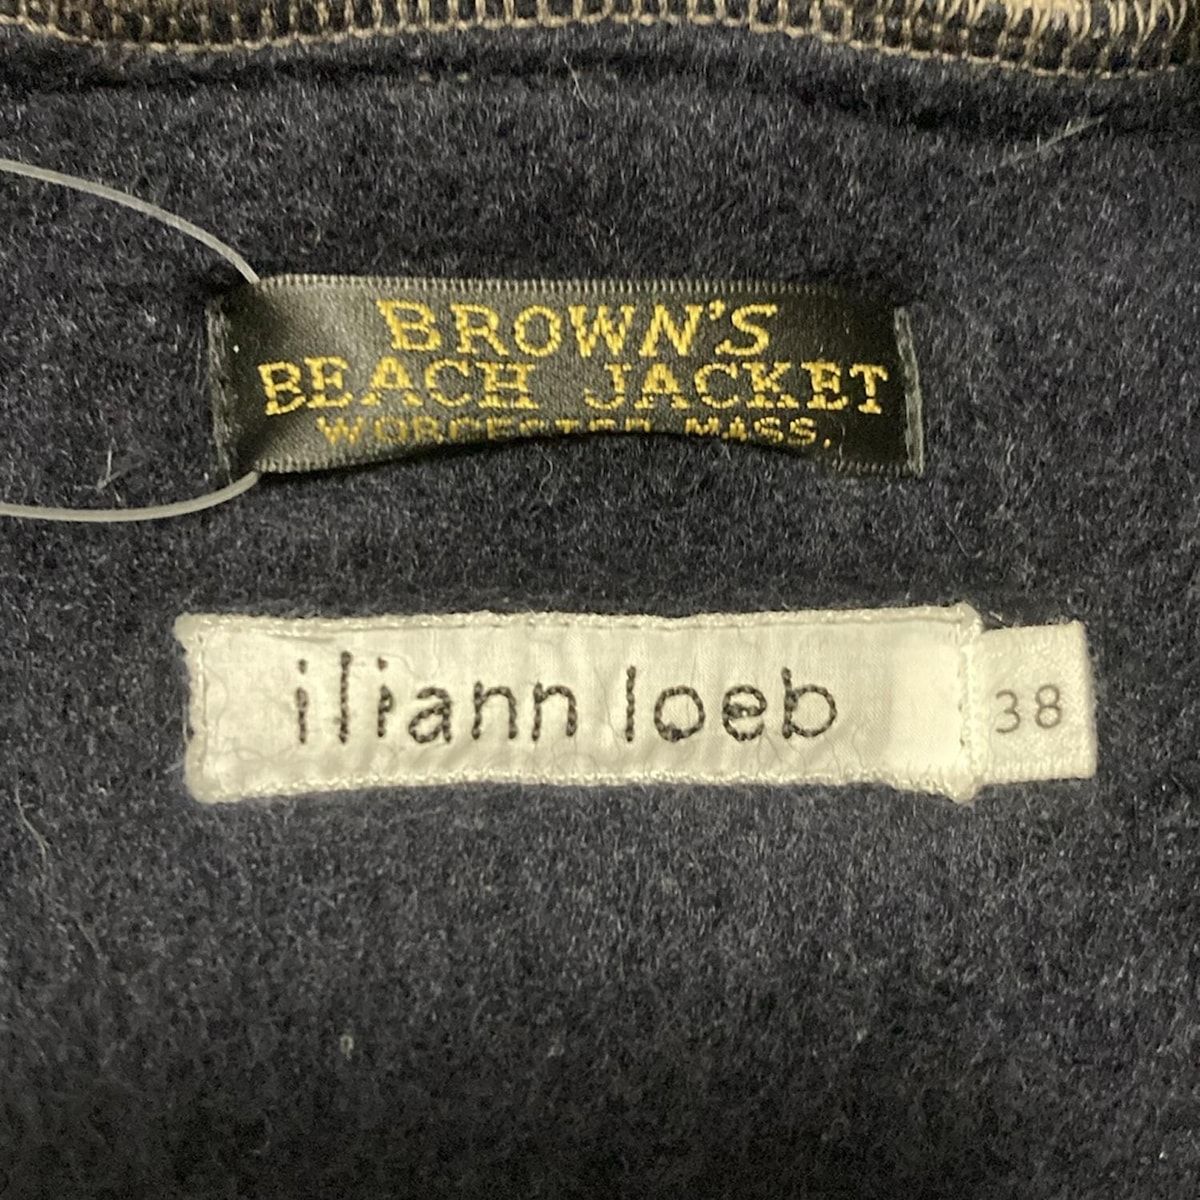 BROWN'S
BEACH JACKET
WORCESTER MASS.
iliann loeb
38